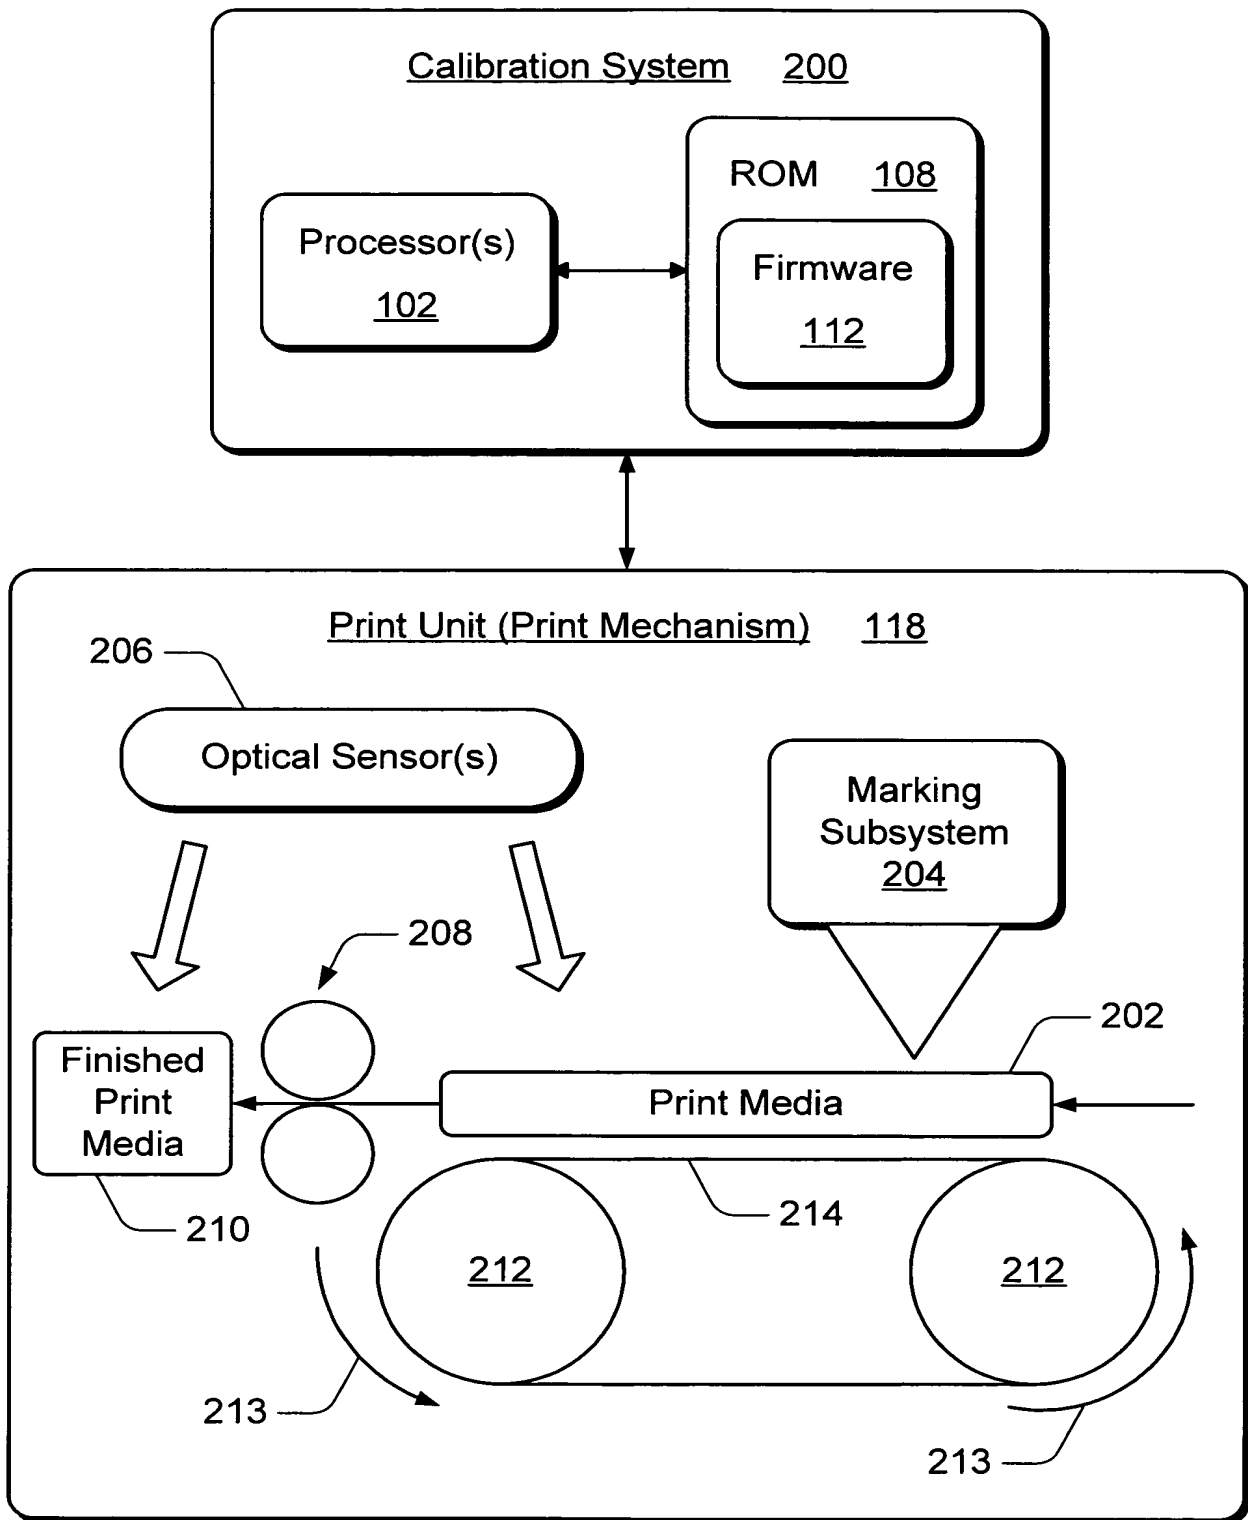 Calibration System 200
ROM 108
Processor(s)
102
Firmware
112
Print Unit (Print Mechanism) 118
206
Optical Sensor(s)
Marking
Subsystem
204
208
202
Finished
Print
Media
Print Media
210
214
212
212
213
213